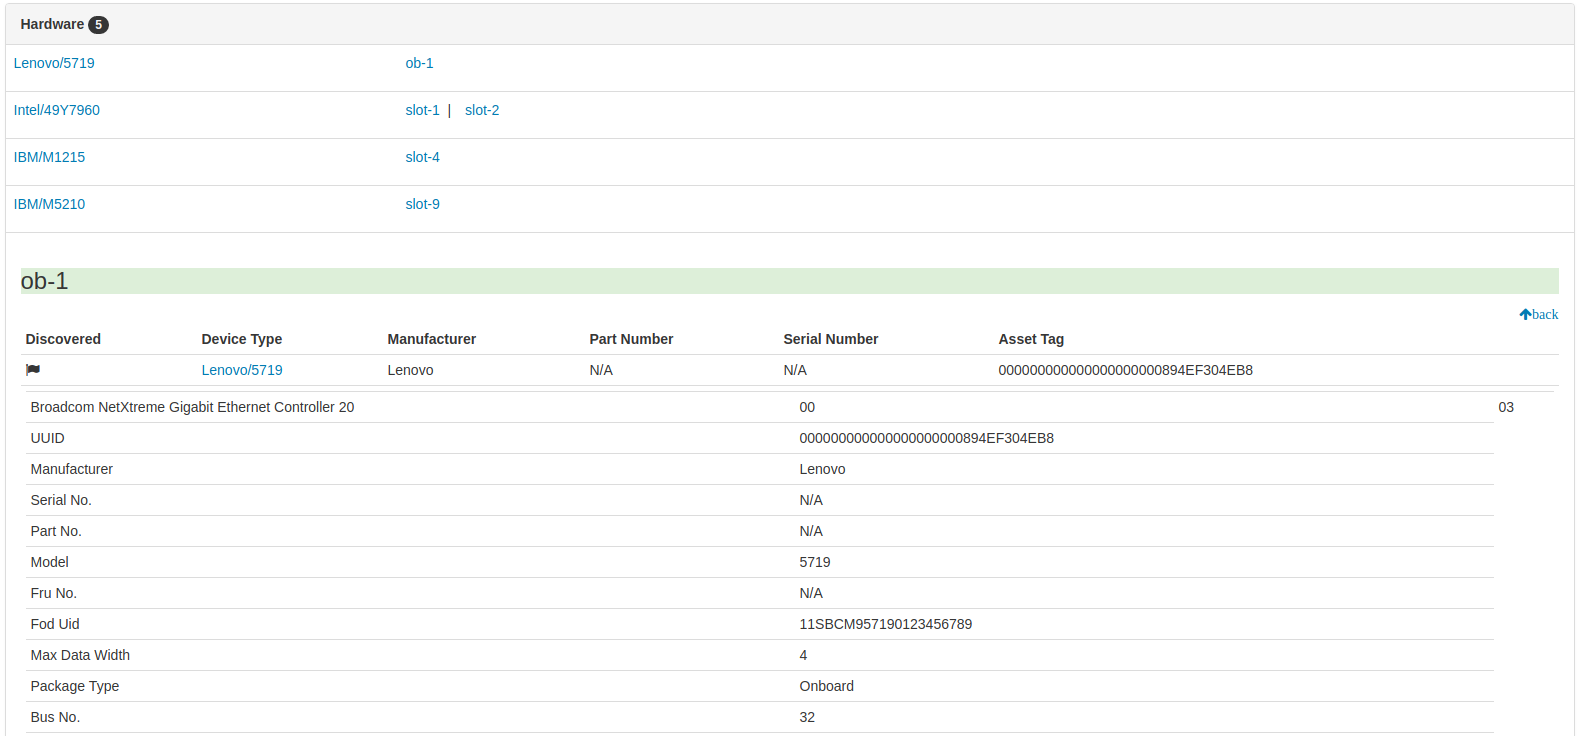 Hardware 5
Lenovo/5719 ob-1
Intel/49Y7960 slot-1 | slot-2
IBM/M1215 slot-4
IBM/M5210 slot-9
ob-1
back
Discovered Device Type Manufacturer Part Number Serial Number Asset Tag
Lenovo/5719 Lenovo N/A N/A 000000000000000000000894EF304EB8
Broadcom NetXtreme Gigabit Ethernet Controller 20 00 03
UUID 000000000000000000000894EF304EB8
Manufacturer Lenovo
Serial No. N/A
Part No. N/A
Model 5719
Fru No. N/A
Fod Uid 11SBCM957190123456789
Max Data Width 4
Package Type Onboard
Bus No. 32